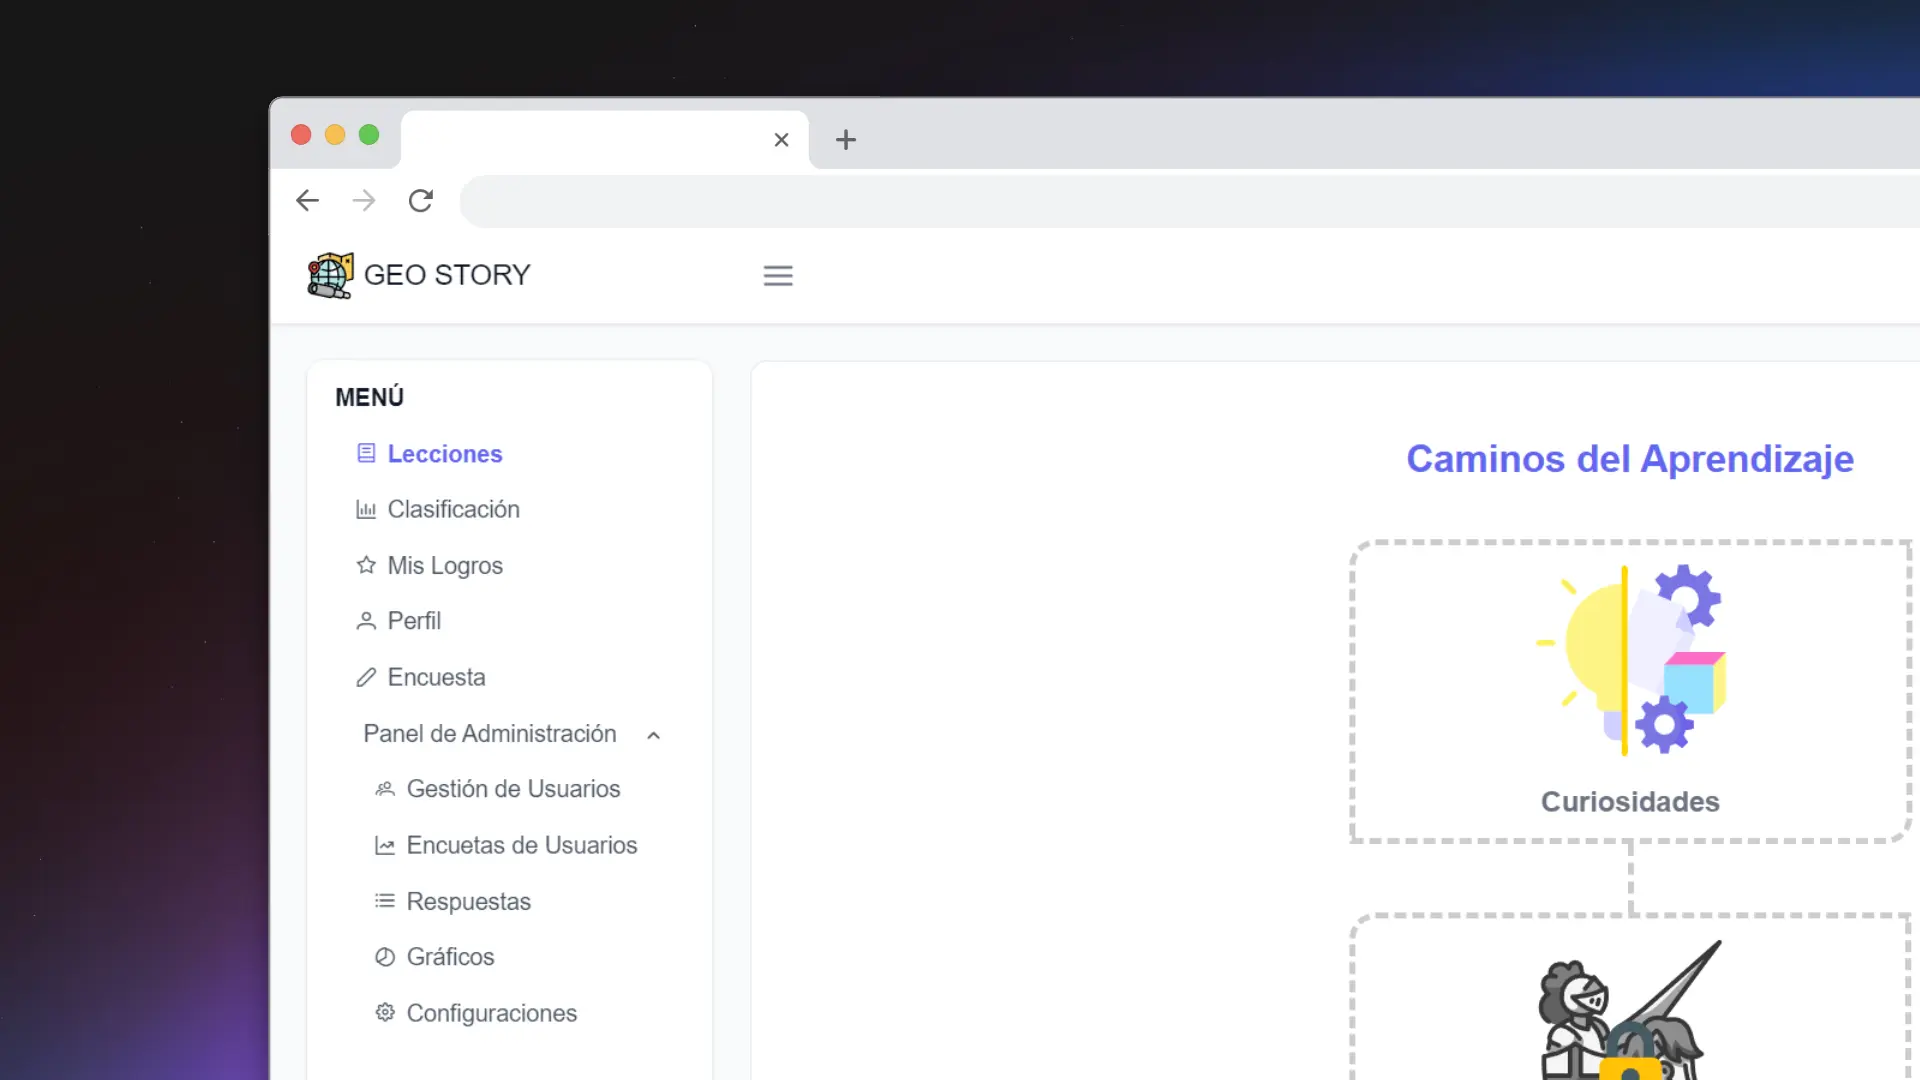 GEO STORY
MENÚ
Lecciones
Clasificación
Mis Logros
Perfil
Encuesta
Panel de Administración
Gestión de Usuarios
Encuetas de Usuarios
Respuestas
Gráficos
Configuraciones
Caminos del Aprendizaje
Curiosidades